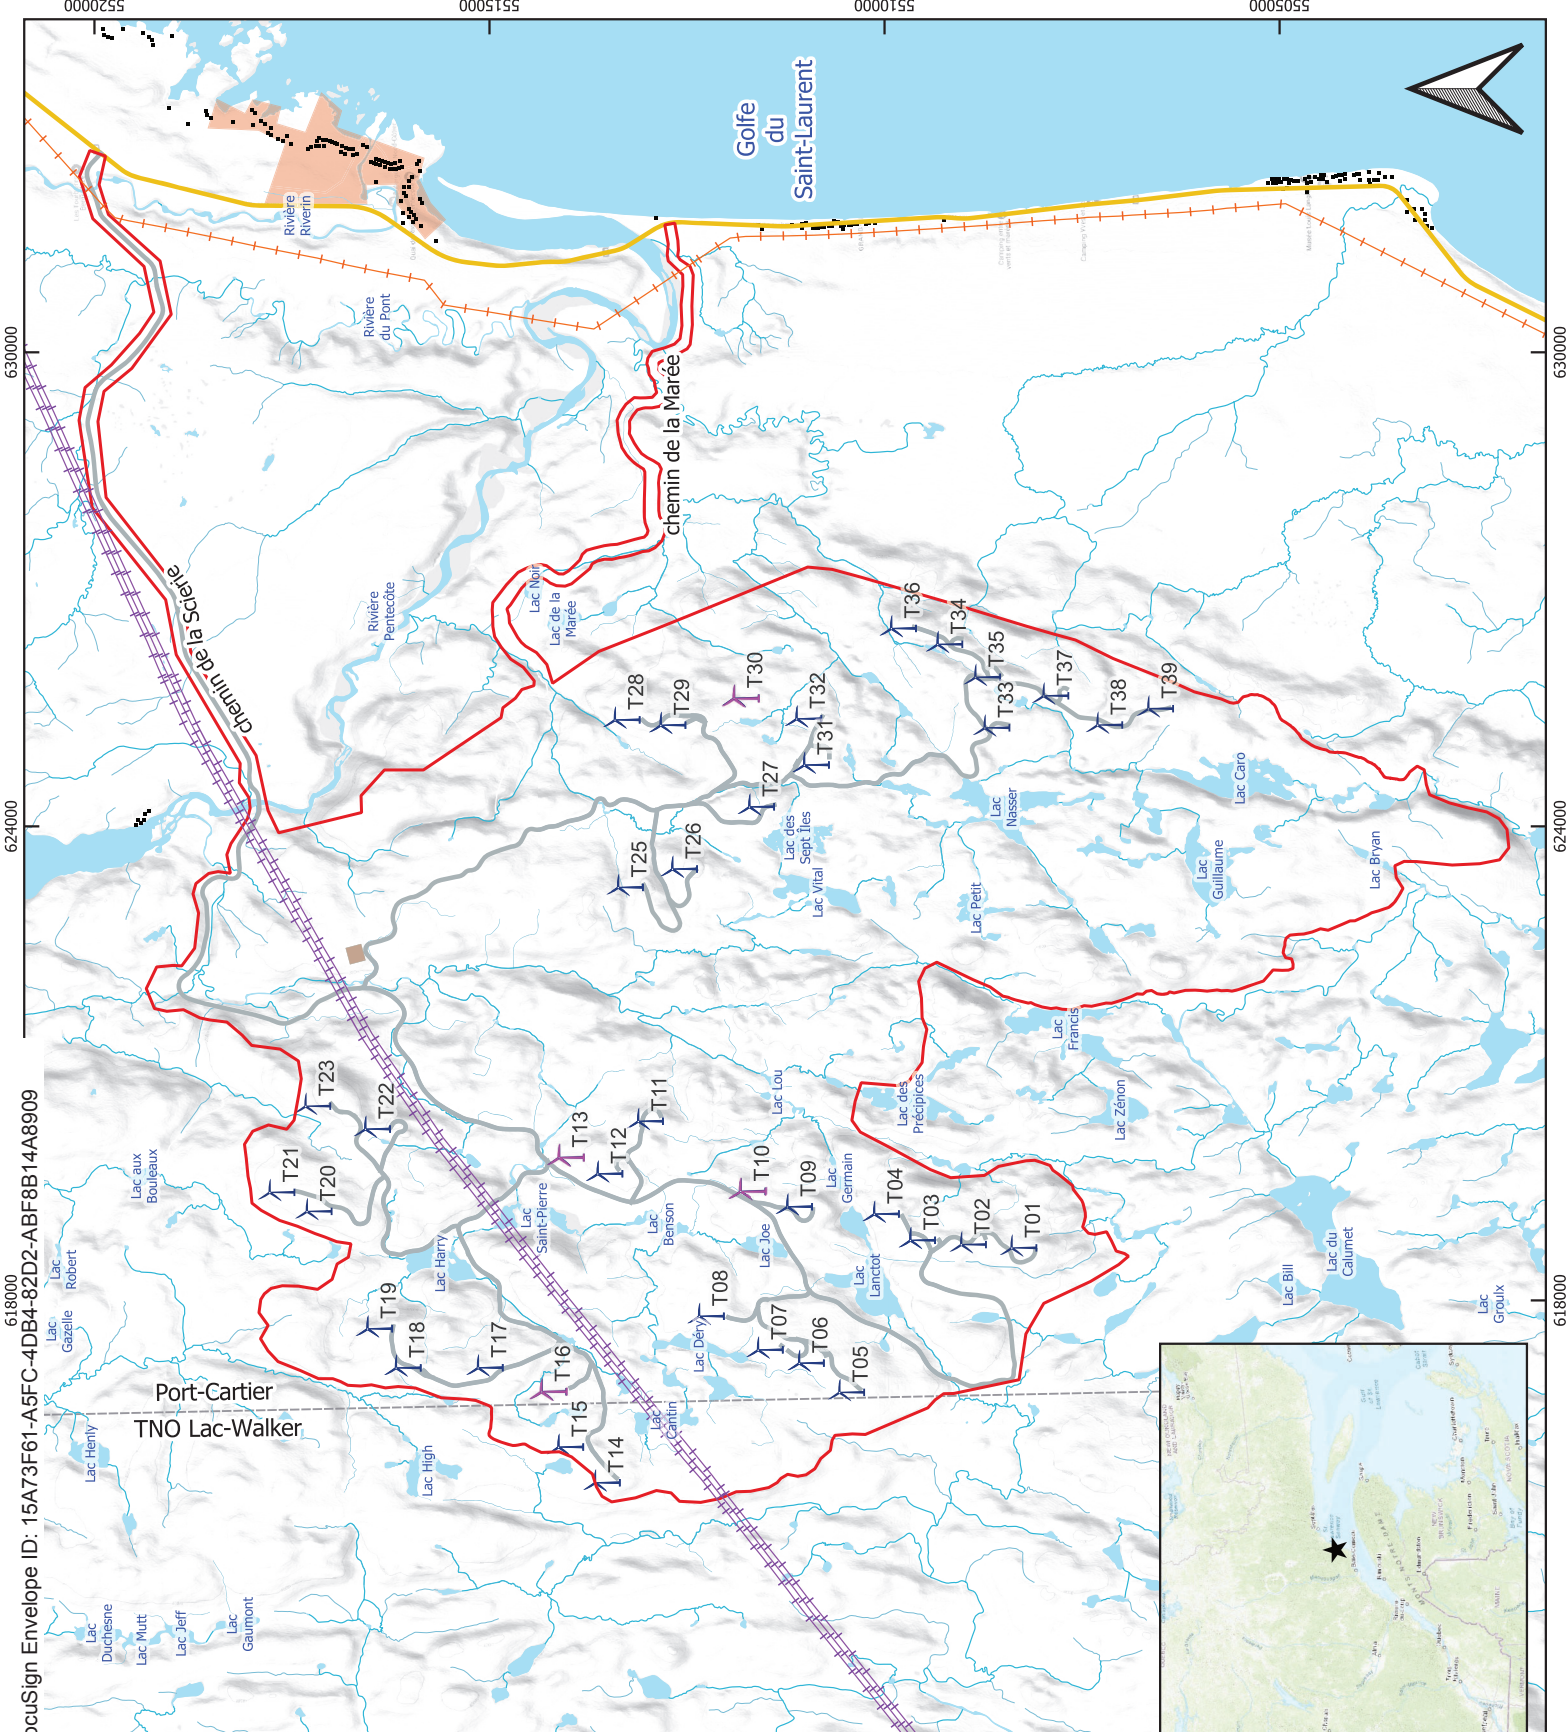 5520000
5515000
5510000
5505000
630000
624000
618000
630000
624000
618000
ocuSign Envelope ID: 15A73F61-A5FC-4DB4-82D2-ABF8B14A8909
Golfe
du
Saint-Laurent
Rivière
Riverin
Rivière
du Pont
chemin de la Marée
chemin de la Scierie
Rivière
Pentecôte
Lac Noir
Lac de la
Marée
T36
T34
T35
T33
T37
T38
T39
T28
T29
T30
T32
T31
T27
T26
T25
Lac des
Sept Îles
Lac Vital
Lac
Nasser
Lac Petit
Lac Caro
Lac
Guillaume
Lac Bryan
Lac
Francis
Lac Zénon
Lac des
Précipices
Lac Lou
Lac
Germain
T23
T22
T21
T20
T13
T12
T11
T10
T09
T04
T03
T02
T01
Lac aux
Bouleaux
Lac
Robert
Lac
Gazelle
Lac Harry
Lac
Saint-Pierre
Lac
Benson
Lac Joe
Lac
Lanctot
T19
T18
T17
T16
T15
T14
T08
T07
T06
T05
Lac Déry
Lac
Cantin
Lac High
Lac Henly
Port-Cartier
TNO Lac-Walker
Lac
Duchesne
Lac Mutt
Lac Jeff
Lac
Gaumont
Lac du
Calumet
Lac Bill
Lac
Groulx